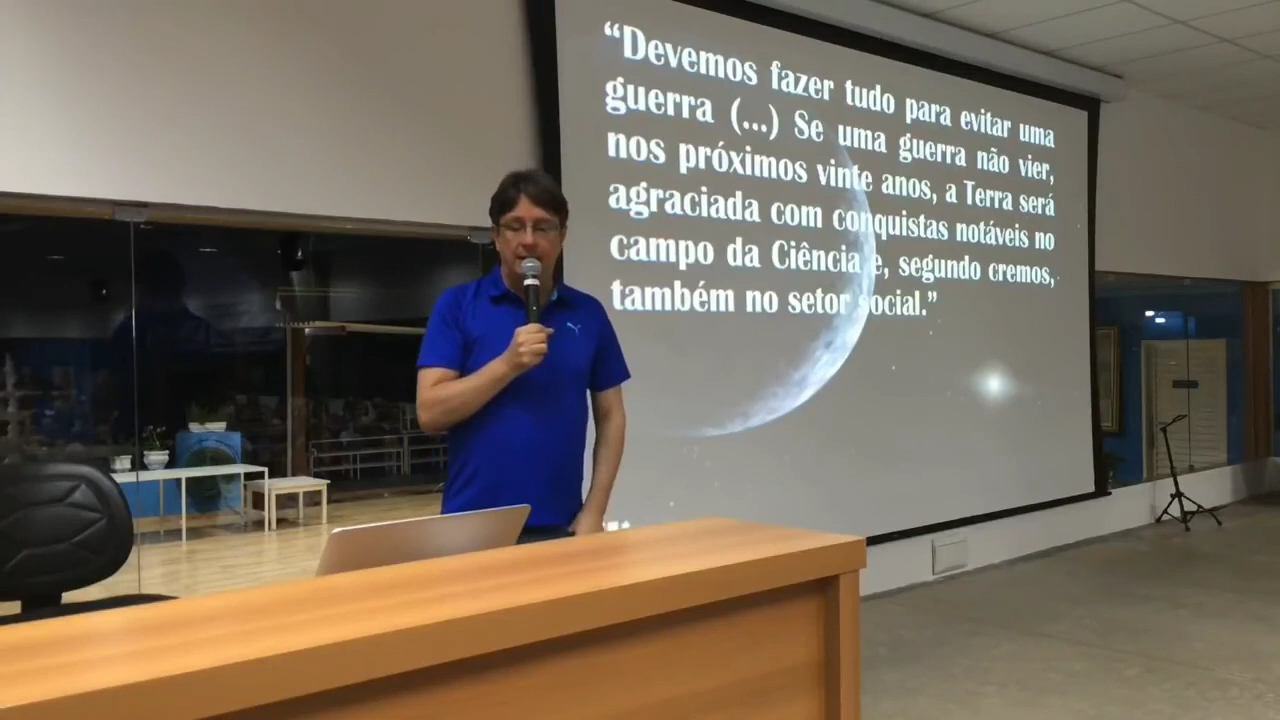 “Devemos fazer tudo para evitar uma
guerra (...) Se uma guerra não vier,
nos próximos vinte anos, a Terra será
agraciada com conquistas notáveis no
campo da Ciência e, segundo cremos,
também no setor social.”